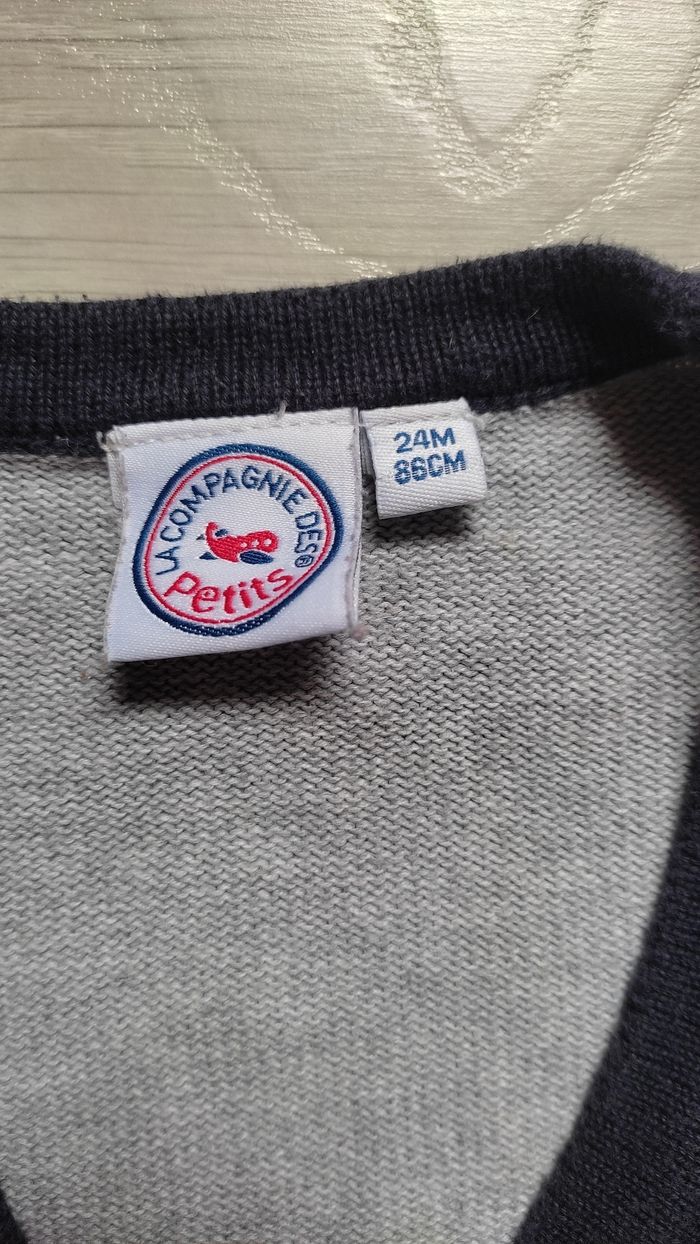 LA COMPAGNIE DES®
Petits
24M
86CM